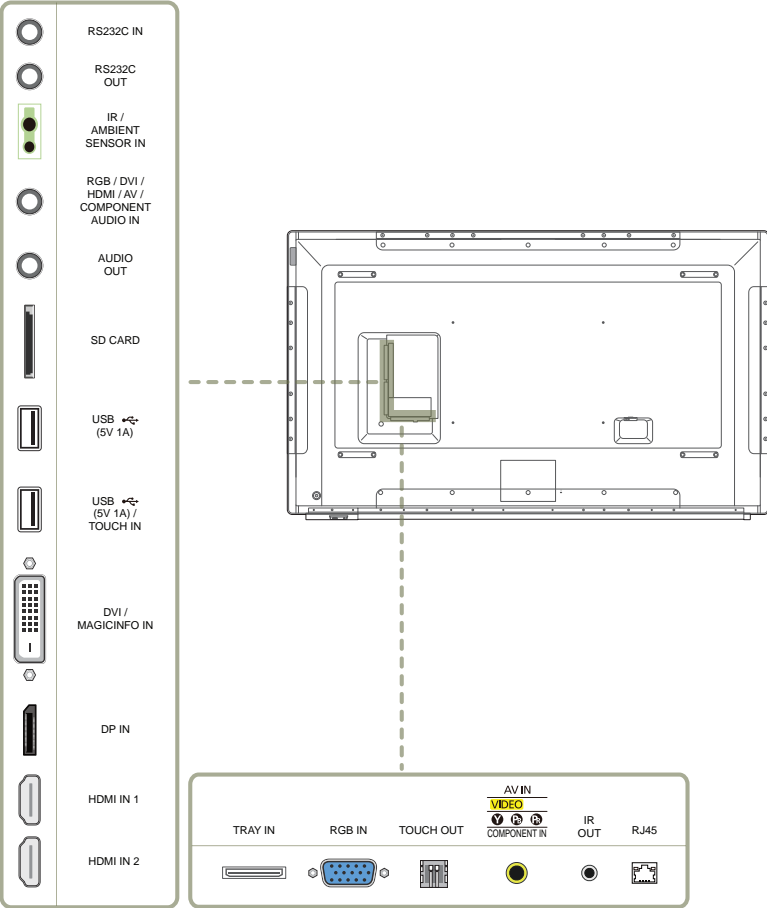 RS232C IN
RS232C
OUT
IR /
AMBIENT
SENSOR IN
RGB / DVI /
HDMI / AV /
COMPONENT
AUDIO IN
AUDIO
OUT
SD CARD
USB
(5V 1A)
USB
(5V 1A) /
TOUCH IN
DVI /
MAGICINFO IN
DP IN
HDMI IN 1
HDMI IN 2
TRAY IN
RGB IN
TOUCH OUT
AV IN
VIDEO
Y PB PR
COMPONENT IN
IR
OUT
RJ45